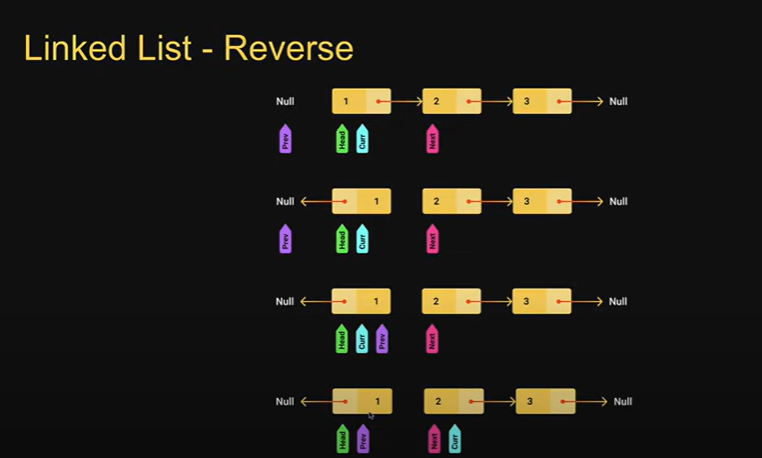 Linked List - Reverse
Null 1 2 3 Null
Prev Head Curr Next
Null 1 2 3 Null
Prev Head Curr Next
Null 1 2 3 Null
Head Curr Prev Next
Null 1 2 3 Null
Head Prev Next Curr